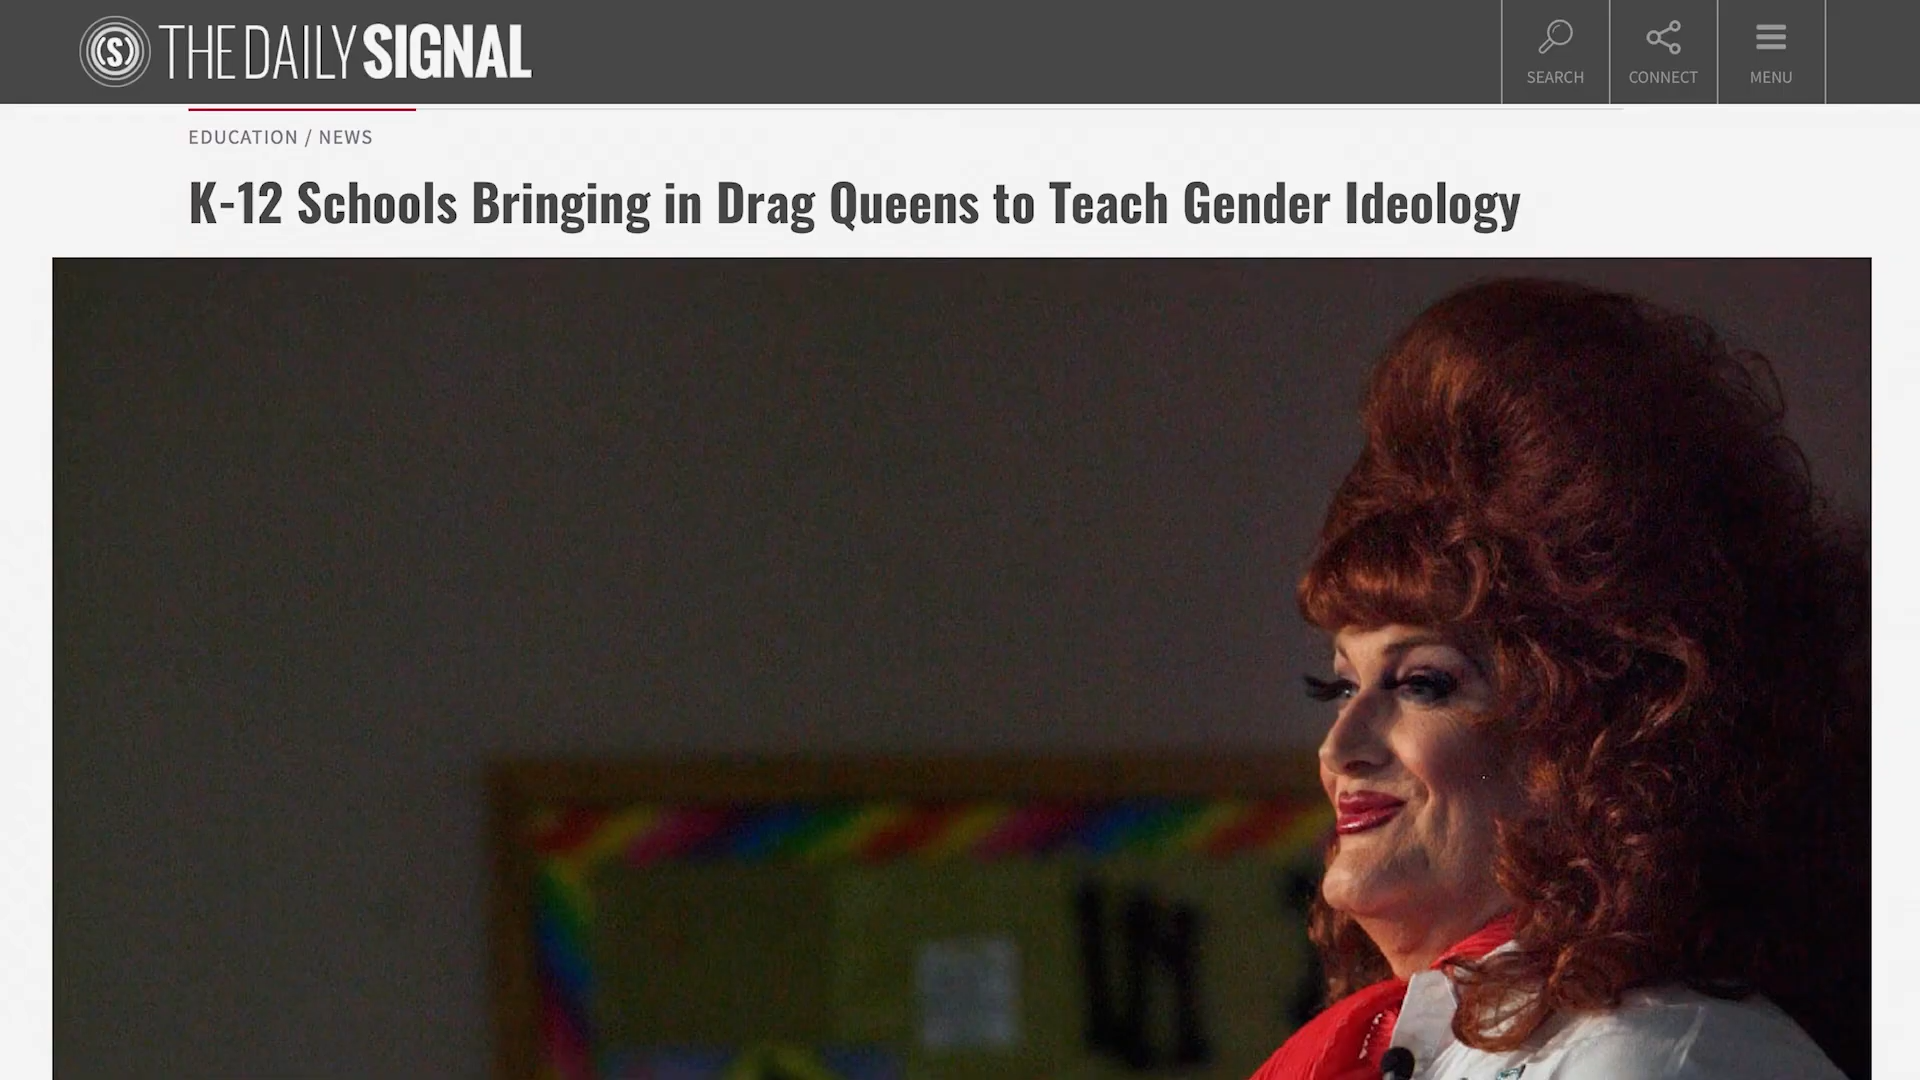 (S) THE DAILY SIGNAL
SEARCH
CONNECT
MENU
EDUCATION / NEWS
K-12 Schools Bringing in Drag Queens to Teach Gender Ideology